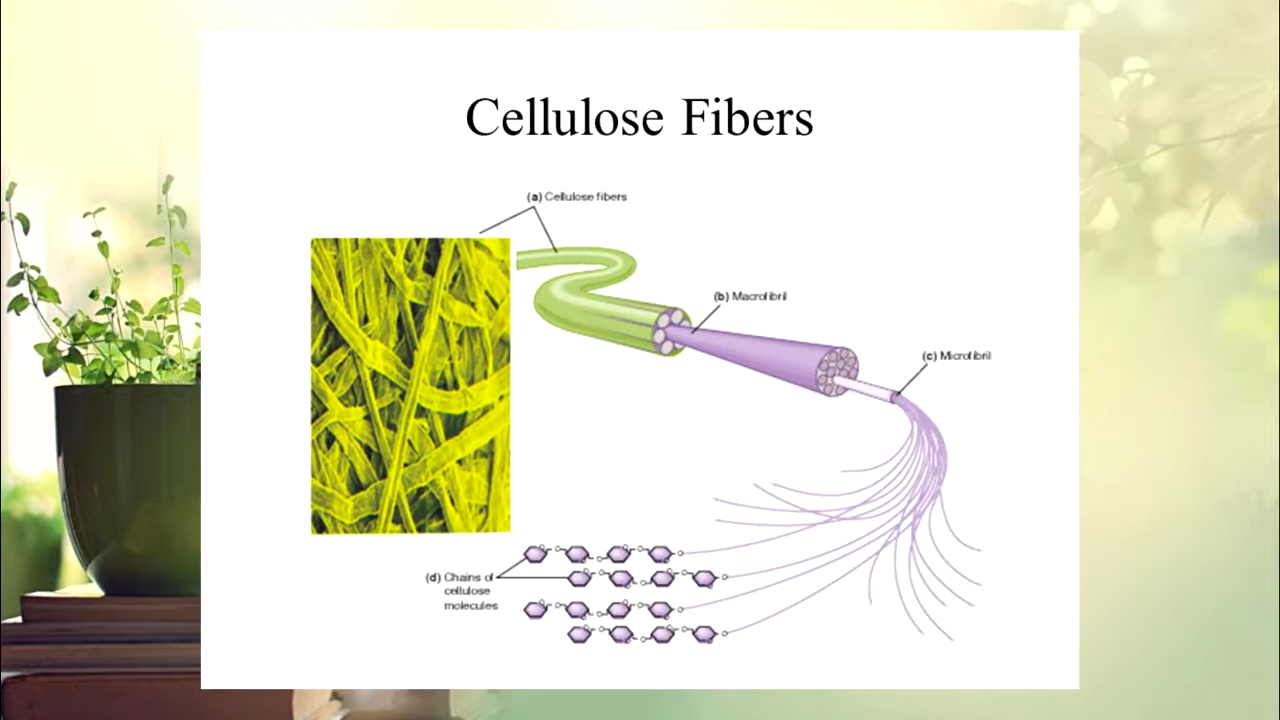 Cellulose Fibers
(a) Cellulose fibers
(b) Macrofibril
(c) Microfibril
(d) Chains of
cellulose
molecules